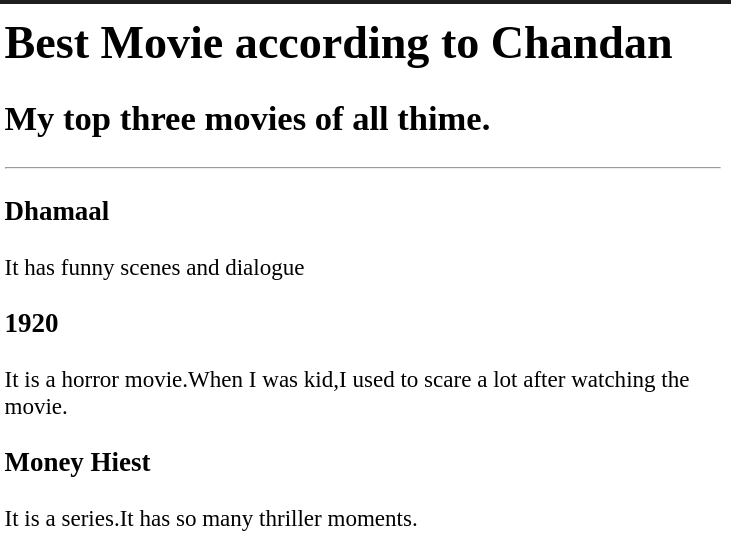 Best Movie according to Chandan
My top three movies of all thime.
Dhamaal
It has funny scenes and dialogue
1920
It is a horror movie.When I was kid,I used to scare a lot after watching the
movie.
Money Hiest
It is a series.It has so many thriller moments.